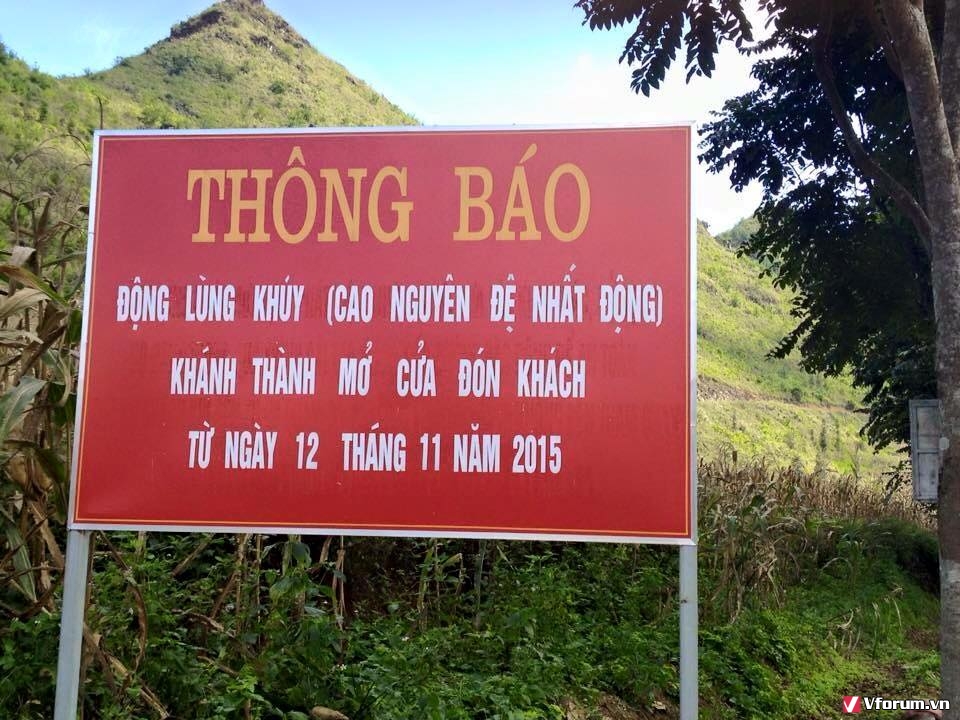 THÔNG BÁO
ĐỘNG LÙNG KHÚY (CAO NGUYÊN ĐỆ NHẤT ĐỘNG)
KHÁNH THÀNH MỞ CỬA ĐÓN KHÁCH
TỪ NGÀY 12 THÁNG 11 NĂM 2015
Vforum.vn